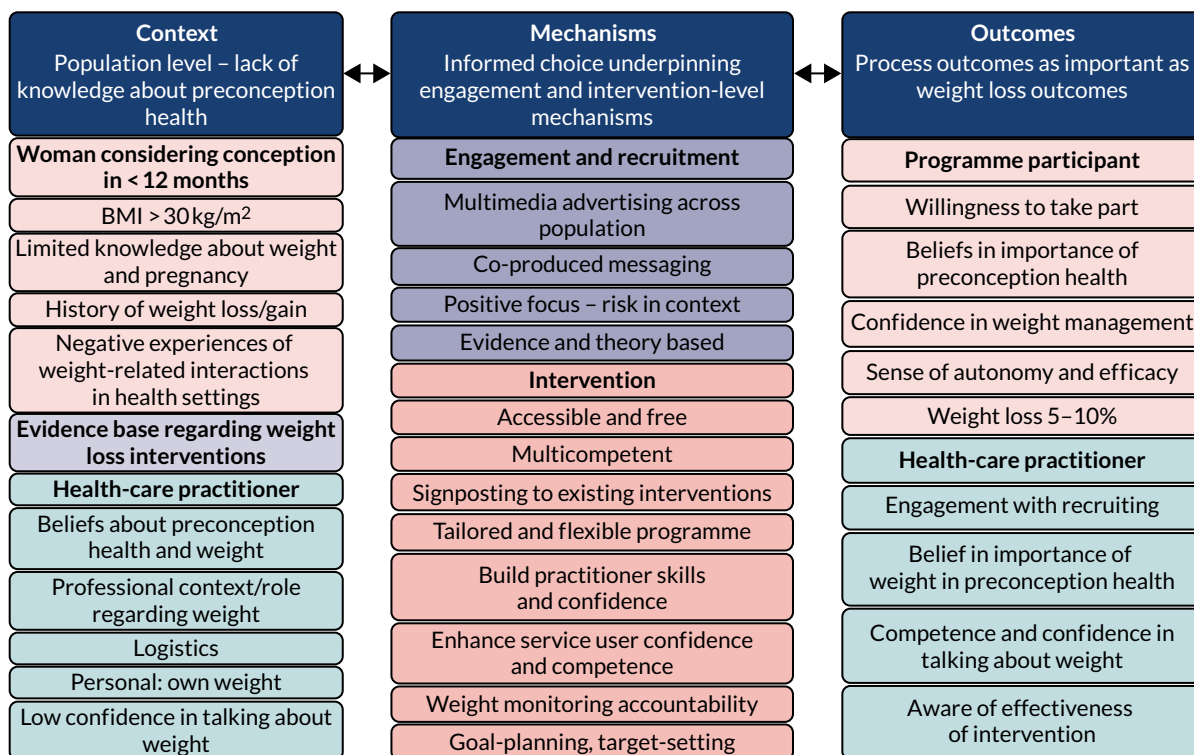 Context
Population level – lack of
knowledge about preconception
health
Woman considering conception
in < 12 months
BMI > 30 kg/m2
Limited knowledge about weight
and pregnancy
History of weight loss/gain
Negative experiences of
weight-related interactions
in health settings
Evidence base regarding weight
loss interventions
Health-care practitioner
Beliefs about preconception
health and weight
Professional context/role
regarding weight
Logistics
Personal: own weight
Low confidence in talking about
weight
Mechanisms
Informed choice underpinning
engagement and intervention-level
mechanisms
Engagement and recruitment
Multimedia advertising across
population
Co-produced messaging
Positive focus – risk in context
Evidence and theory based
Intervention
Accessible and free
Multicompetent
Signposting to existing interventions
Tailored and flexible programme
Build practitioner skills
and confidence
Enhance service user confidence
and competence
Weight monitoring accountability
Goal-planning, target-setting
Outcomes
Process outcomes as important as
weight loss outcomes
Programme participant
Willingness to take part
Beliefs in importance of
preconception health
Confidence in weight management
Sense of autonomy and efficacy
Weight loss 5–10%
Health-care practitioner
Engagement with recruiting
Belief in importance of
weight in preconception health
Competence and confidence in
talking about weight
Aware of effectiveness
of intervention